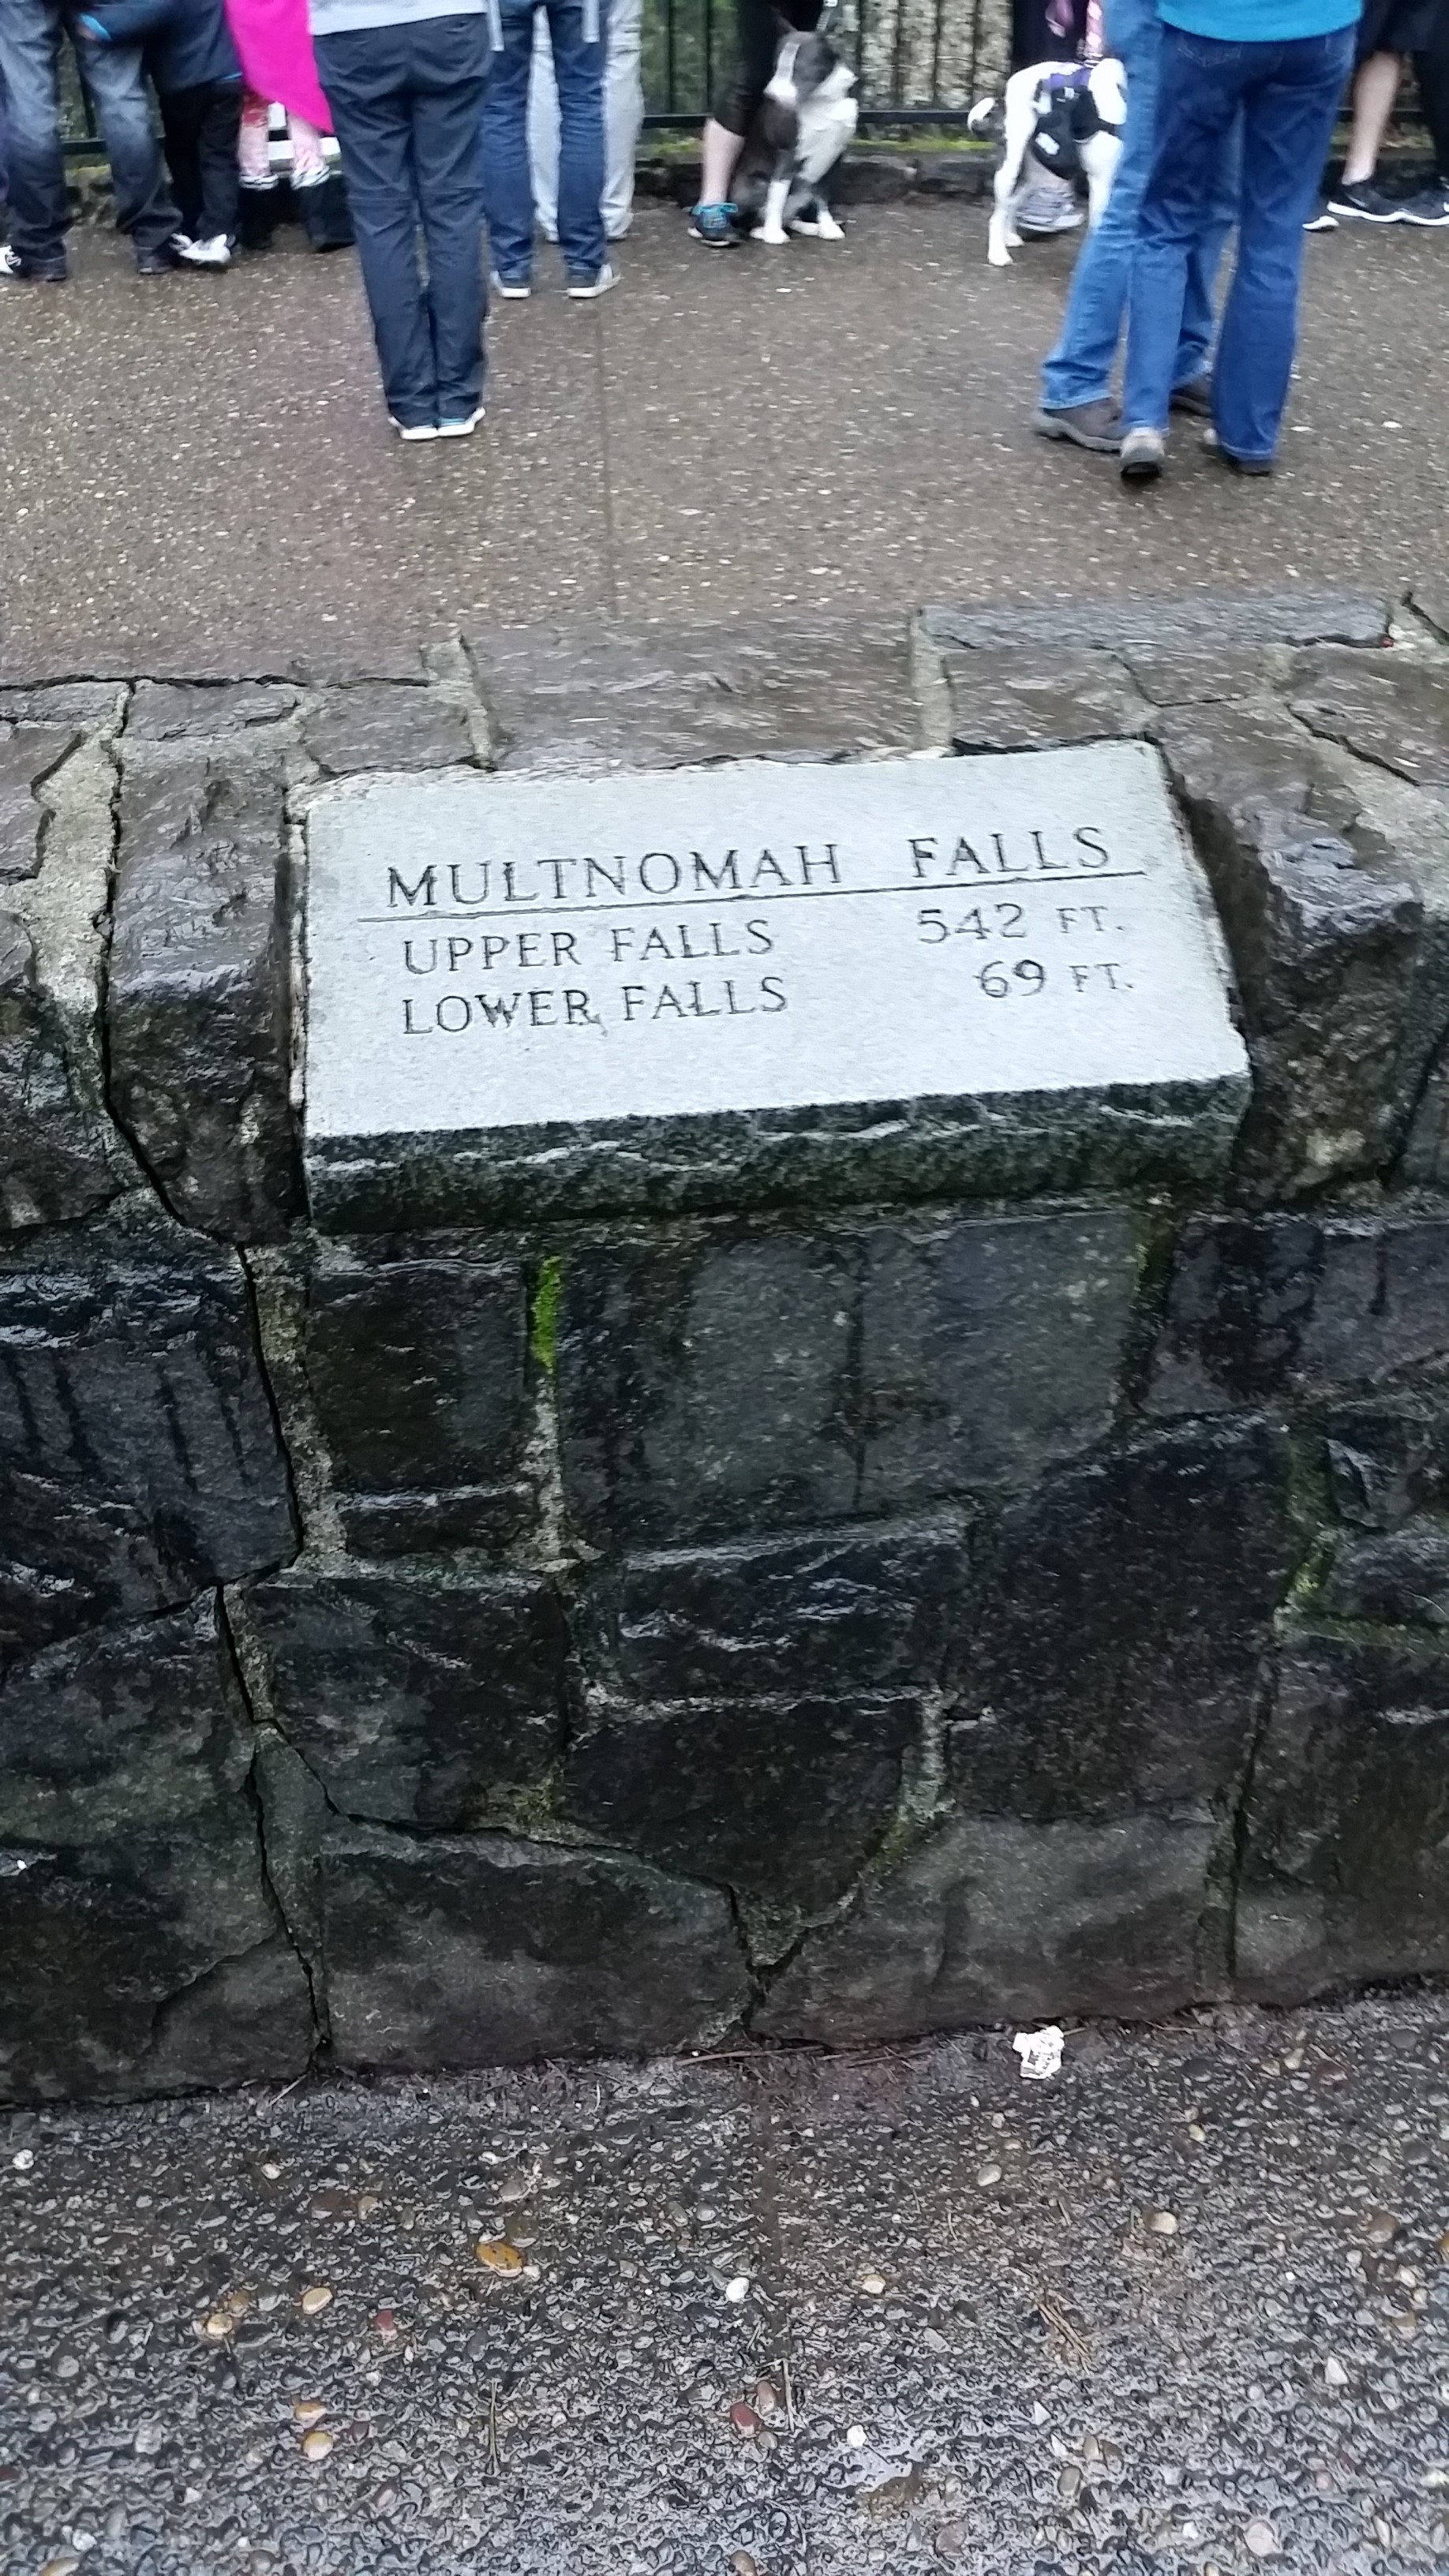 MULTNOMAH FALLS
UPPER FALLS 542 FT.
LOWER FALLS 69 FT.